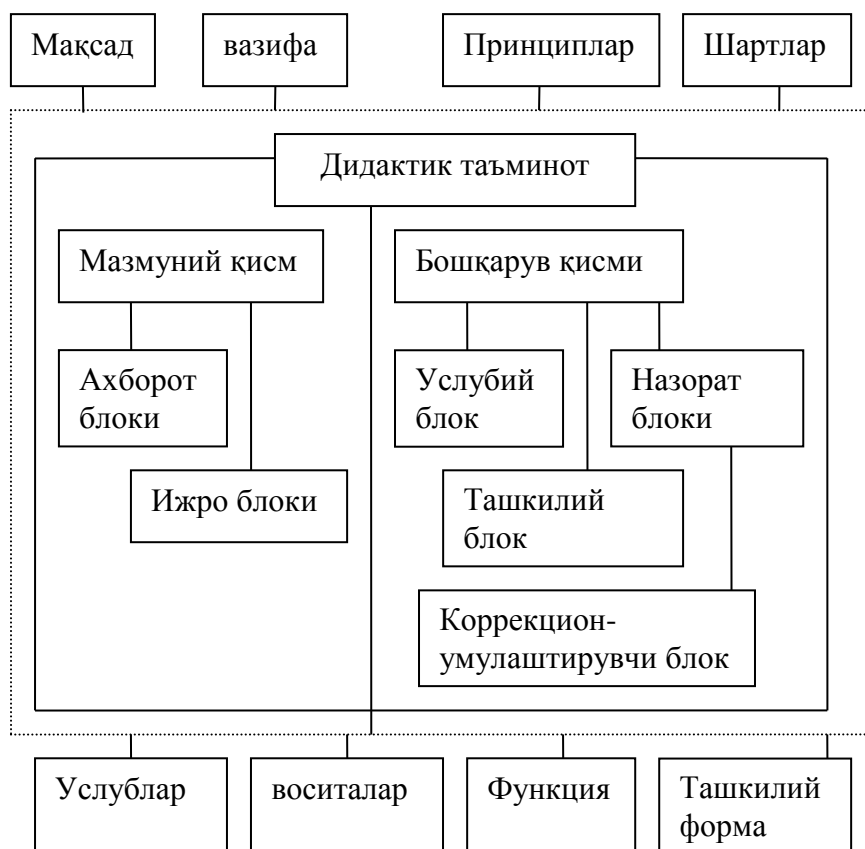 Мақсад
вазифа
Принциплар
Шартлар
Дидактик таъминот
Мазмуний қисм
Бошқарув қисми
Ахборот
блоки
Услубий
блок
Назорат
блоки
Ижро блоки
Ташкилий
блок
Коррекцион-
умулаштирувчи блок
Услублар
воситалар
Функция
Ташкилий
форма